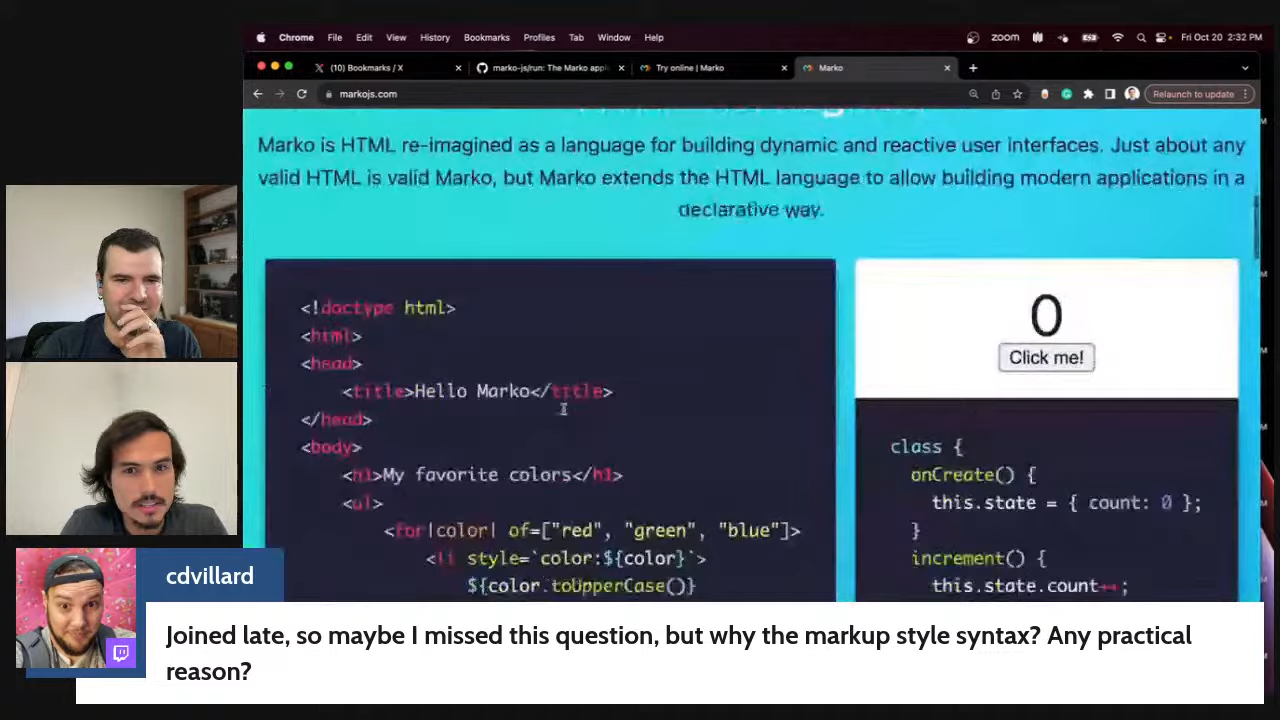 Chrome File Edit View History Bookmarks Profiles Tab Window Help zoom Fri Oct 20 2:32 PM
(10) Bookmarks / X
marko-js/run: The Marko appl
Try online | Marko
Marko
markojs.com
Relaunch to update
Marko is HTML re-imagined as a language for building dynamic and reactive user interfaces. Just about any
valid HTML is valid Marko, but Marko extends the HTML language to allow building modern applications in a
declarative way.
<!doctype html>
<html>
<head>
<title>Hello Marko</title>
</head>
<body>
<h1>My favorite colors</h1>
<ul>
<for|color| of=["red", "green", "blue"]>
<li style=`color:${color}`>
${color.toUpperCase()}
0
Click me!
class {
onCreate() {
this.state = { count: 0 };
}
increment() {
this.state.count++;
cdvillard
Joined late, so maybe I missed this question, but why the markup style syntax? Any practical
reason?